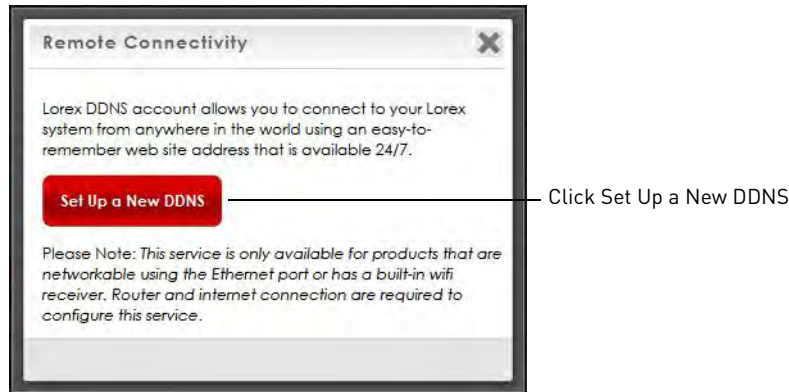 Remote Connectivity
Lorex DDNS account allows you to connect to your Lorex
system from anywhere in the world using an easy-to-
remember web site address that is available 24/7.
Set Up a New DDNS
Click Set Up a New DDNS
Please Note: This service is only available for products that are
networkable using the Ethernet port or has a built-in wifi
receiver. Router and internet connection are required to
configure this service.